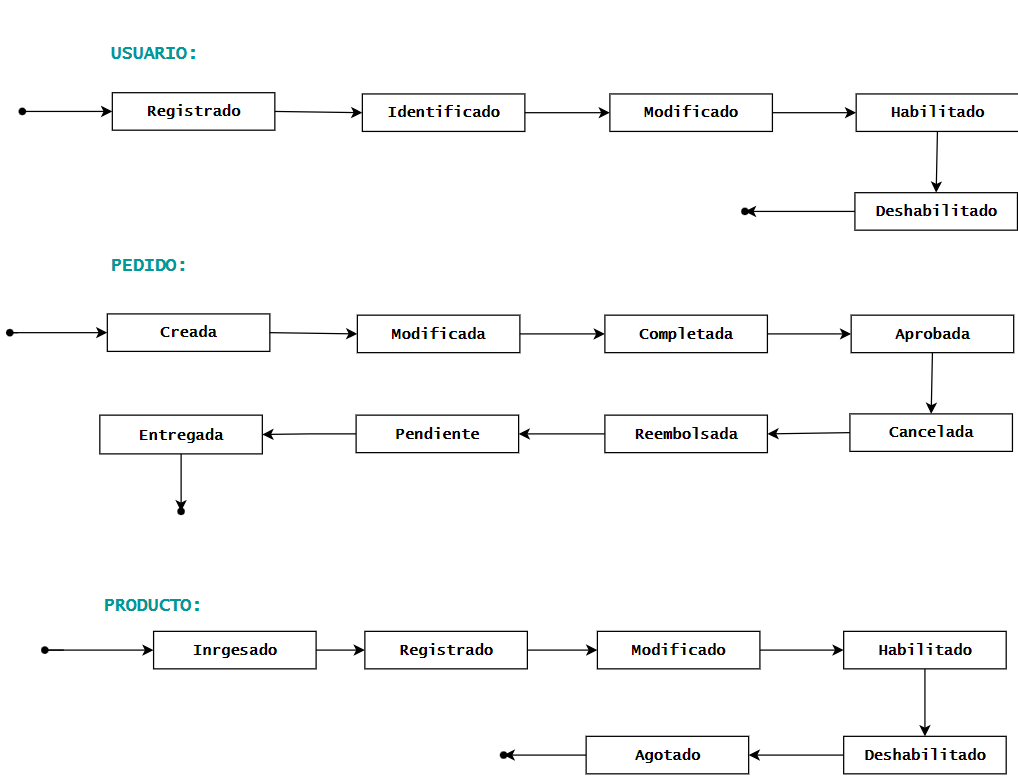 USUARIO:
Registrado
Identificado
Modificado
Habilitado
Deshabilitado
PEDIDO:
Creada
Modificada
Completada
Aprobada
Entregada
Pendiente
Reembolsada
Cancelada
PRODUCTO:
Inrgesado
Registrado
Modificado
Habilitado
Agotado
Deshabilitado